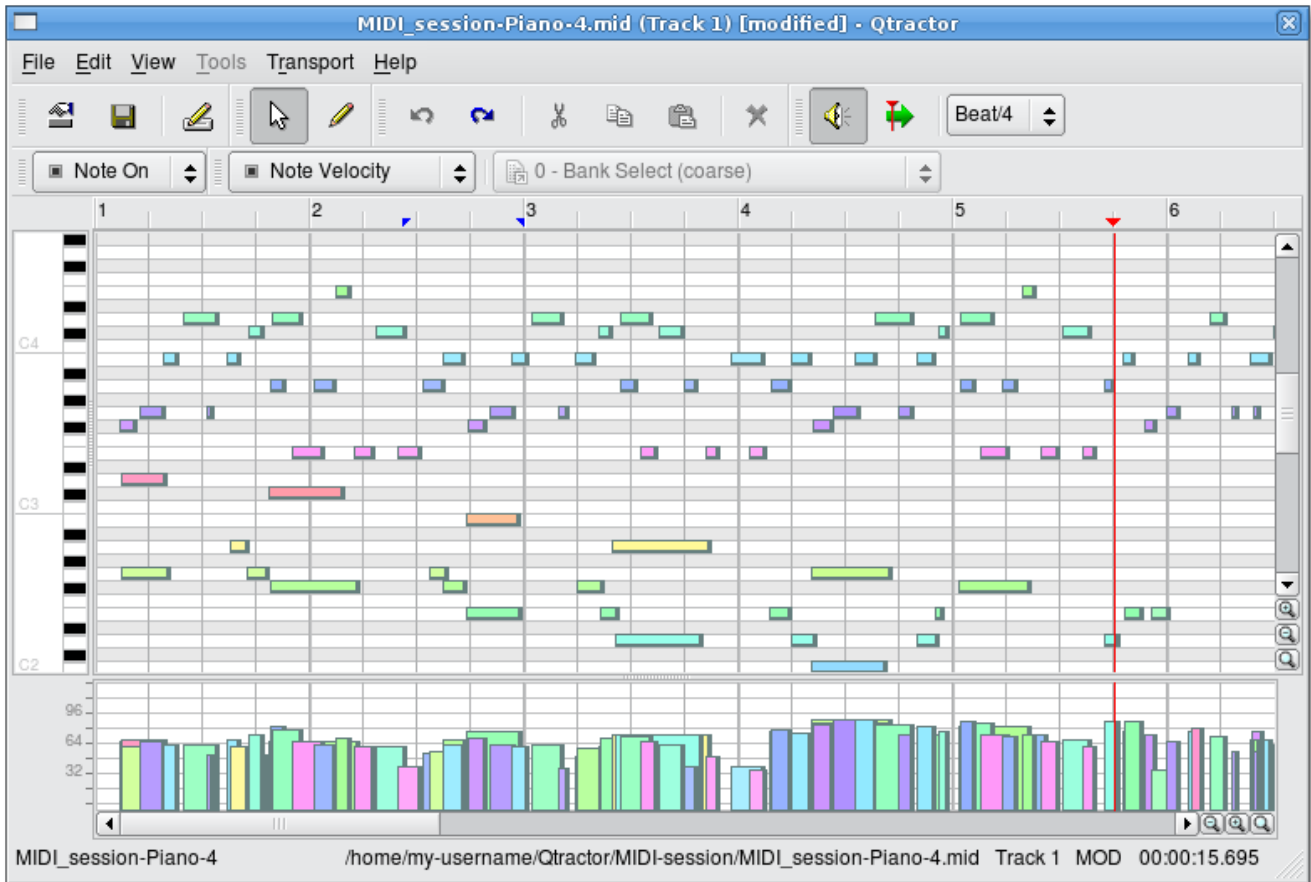 MIDI_session-Piano-4.mid (Track 1) [modified] - Qtractor
File Edit View Tools Transport Help
Beat/4
Note On Note Velocity 0 - Bank Select (coarse)
1 2 3 4 5 6
C4
C3
C2
96
64
32
MIDI_session-Piano-4 /home/my-username/Qtractor/MIDI-session/MIDI_session-Piano-4.mid Track 1 MOD 00:00:15.695